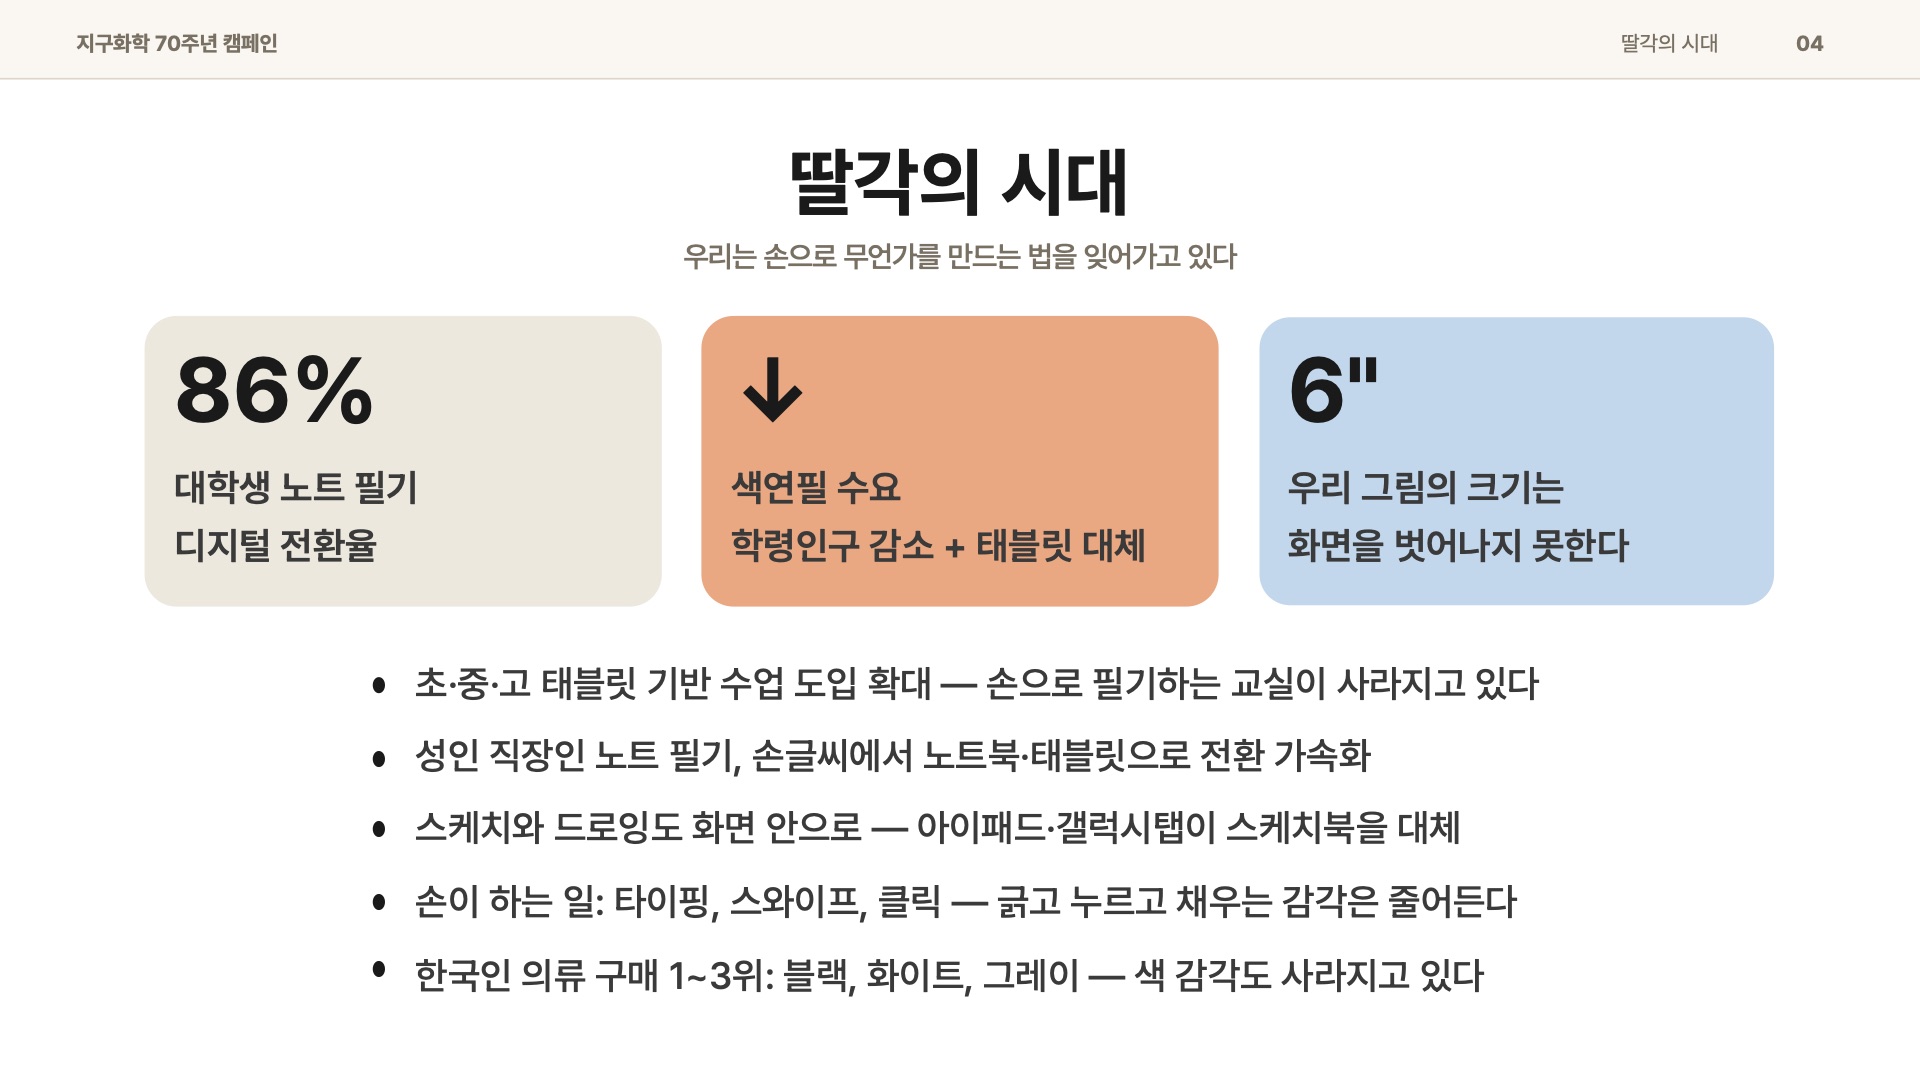 지구화학 70주년 캠페인
딸각의 시대
04
딸각의 시대
우리는 손으로 무언가를 만드는 법을 잊어가고 있다
86%
대학생 노트 필기
디지털 전환율
↓
색연필 수요
학령인구 감소 + 태블릿 대체
6"
우리 그림의 크기는
화면을 벗어나지 못한다
• 초·중·고 태블릿 기반 수업 도입 확대 — 손으로 필기하는 교실이 사라지고 있다
• 성인 직장인 노트 필기, 손글씨에서 노트북·태블릿으로 전환 가속화
• 스케치와 드로잉도 화면 안으로 — 아이패드·갤럭시탭이 스케치북을 대체
• 손이 하는 일: 타이핑, 스와이프, 클릭 — 긁고 누르고 채우는 감각은 줄어든다
• 한국인 의류 구매 1~3위: 블랙, 화이트, 그레이 — 색 감각도 사라지고 있다